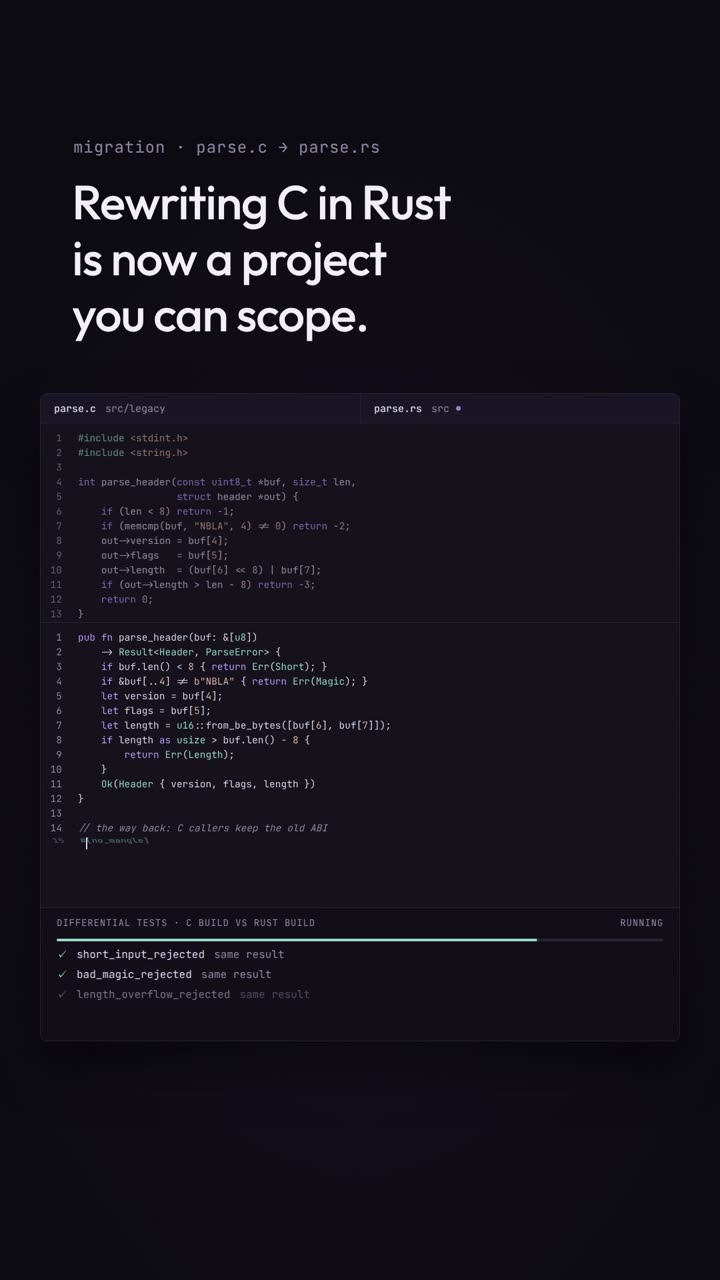 migration · parse.c → parse.rs
Rewriting C in Rust
is now a project
you can scope.
parse.c src/legacy
parse.rs src
1 #include <stdint.h>
2 #include <string.h>
3
4 int parse_header(const uint8_t *buf, size_t len,
5 struct header *out) {
6 if (len < 8) return -1;
7 if (memcmp(buf, "NBLA", 4) != 0) return -2;
8 out->version = buf[4];
9 out->flags = buf[5];
10 out->length = (buf[6] << 8) | buf[7];
11 if (out->length > len - 8) return -3;
12 return 0;
13 }
1 pub fn parse_header(buf: &[u8])
2 -> Result<Header, ParseError> {
3 if buf.len() < 8 { return Err(Short); }
4 if &buf[..4] != b"NBLA" { return Err(Magic); }
5 let version = buf[4];
6 let flags = buf[5];
7 let length = u16::from_be_bytes([buf[6], buf[7]]);
8 if length as usize > buf.len() - 8 {
9 return Err(Length);
10 }
11 Ok(Header { version, flags, length })
12 }
13
14 // the way back: C callers keep the old ABI
DIFFERENTIAL TESTS · C BUILD VS RUST BUILD RUNNING
✓ short_input_rejected same result
✓ bad_magic_rejected same result
✓ length_overflow_rejected same result